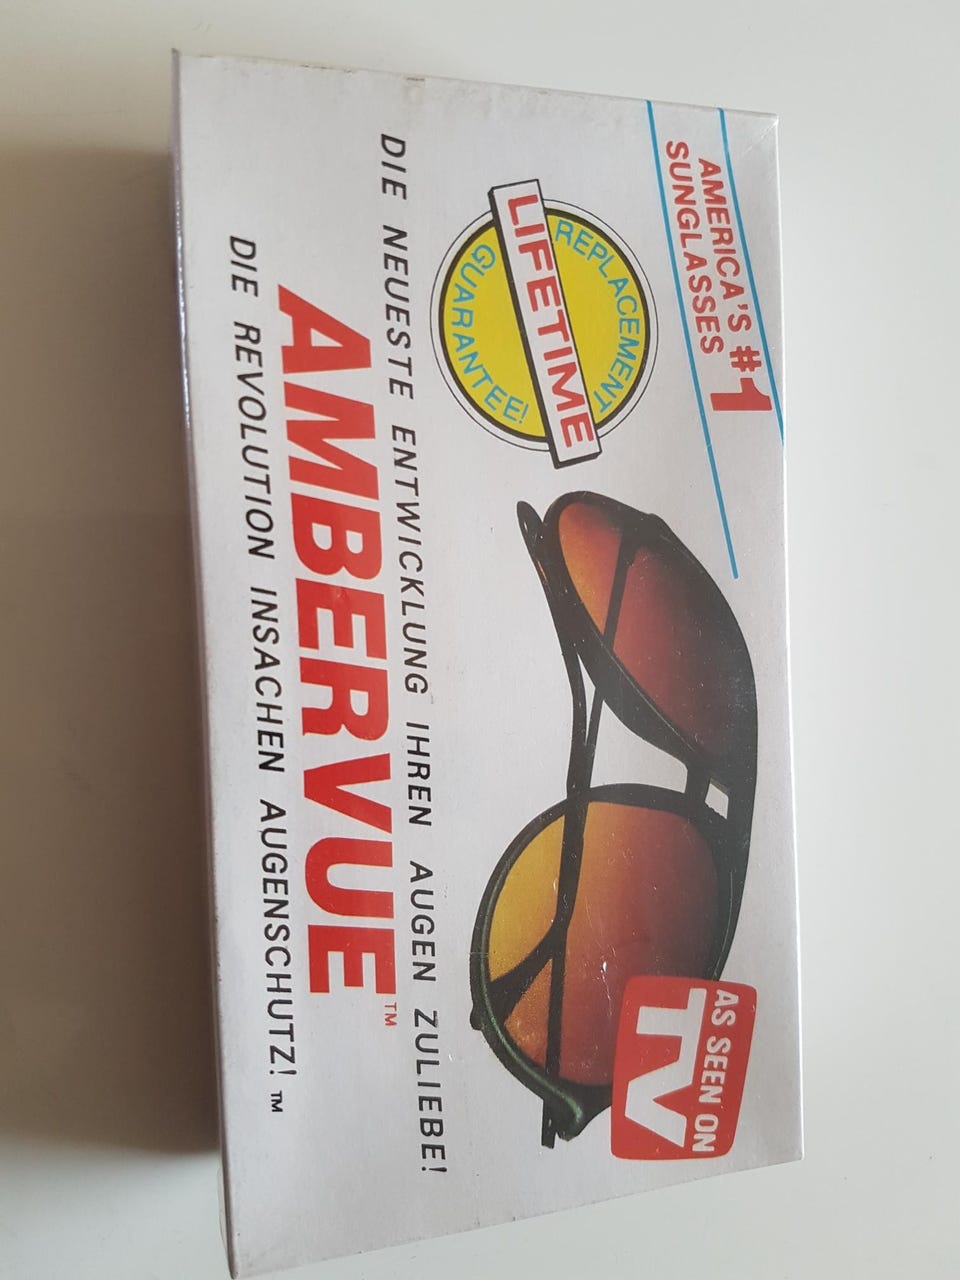 AMERICA'S #1
SUNGLASSES
REPLACEMENT
LIFETIME
GUARANTEE!
AS SEEN ON
TV
DIE NEUESTE ENTWICKLUNG IHREN AUGEN ZULIEBE!
AMBERVUE™
DIE REVOLUTION INSACHEN AUGENSCHUTZ!™